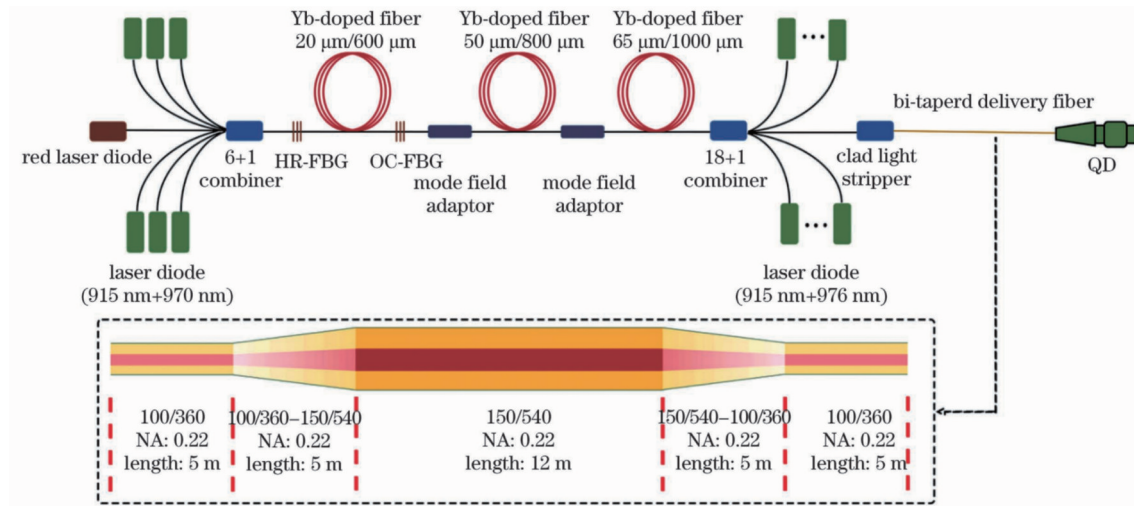 Yb-doped fiber
20 μm/600 μm
Yb-doped fiber
50 μm/800 μm
Yb-doped fiber
65 μm/1000 μm
bi-taperd delivery fiber
red laser diode
6+1
combiner
HR-FBG
OC-FBG
mode field
adaptor
mode field
adaptor
18+1
combiner
clad light
stripper
QD
laser diode
(915 nm+970 nm)
laser diode
(915 nm+976 nm)
100/360
NA: 0.22
length: 5 m
100/360–150/540
NA: 0.22
length: 5 m
150/540
NA: 0.22
length: 12 m
150/540–100/360
NA: 0.22
length: 5 m
100/360
NA: 0.22
length: 5 m